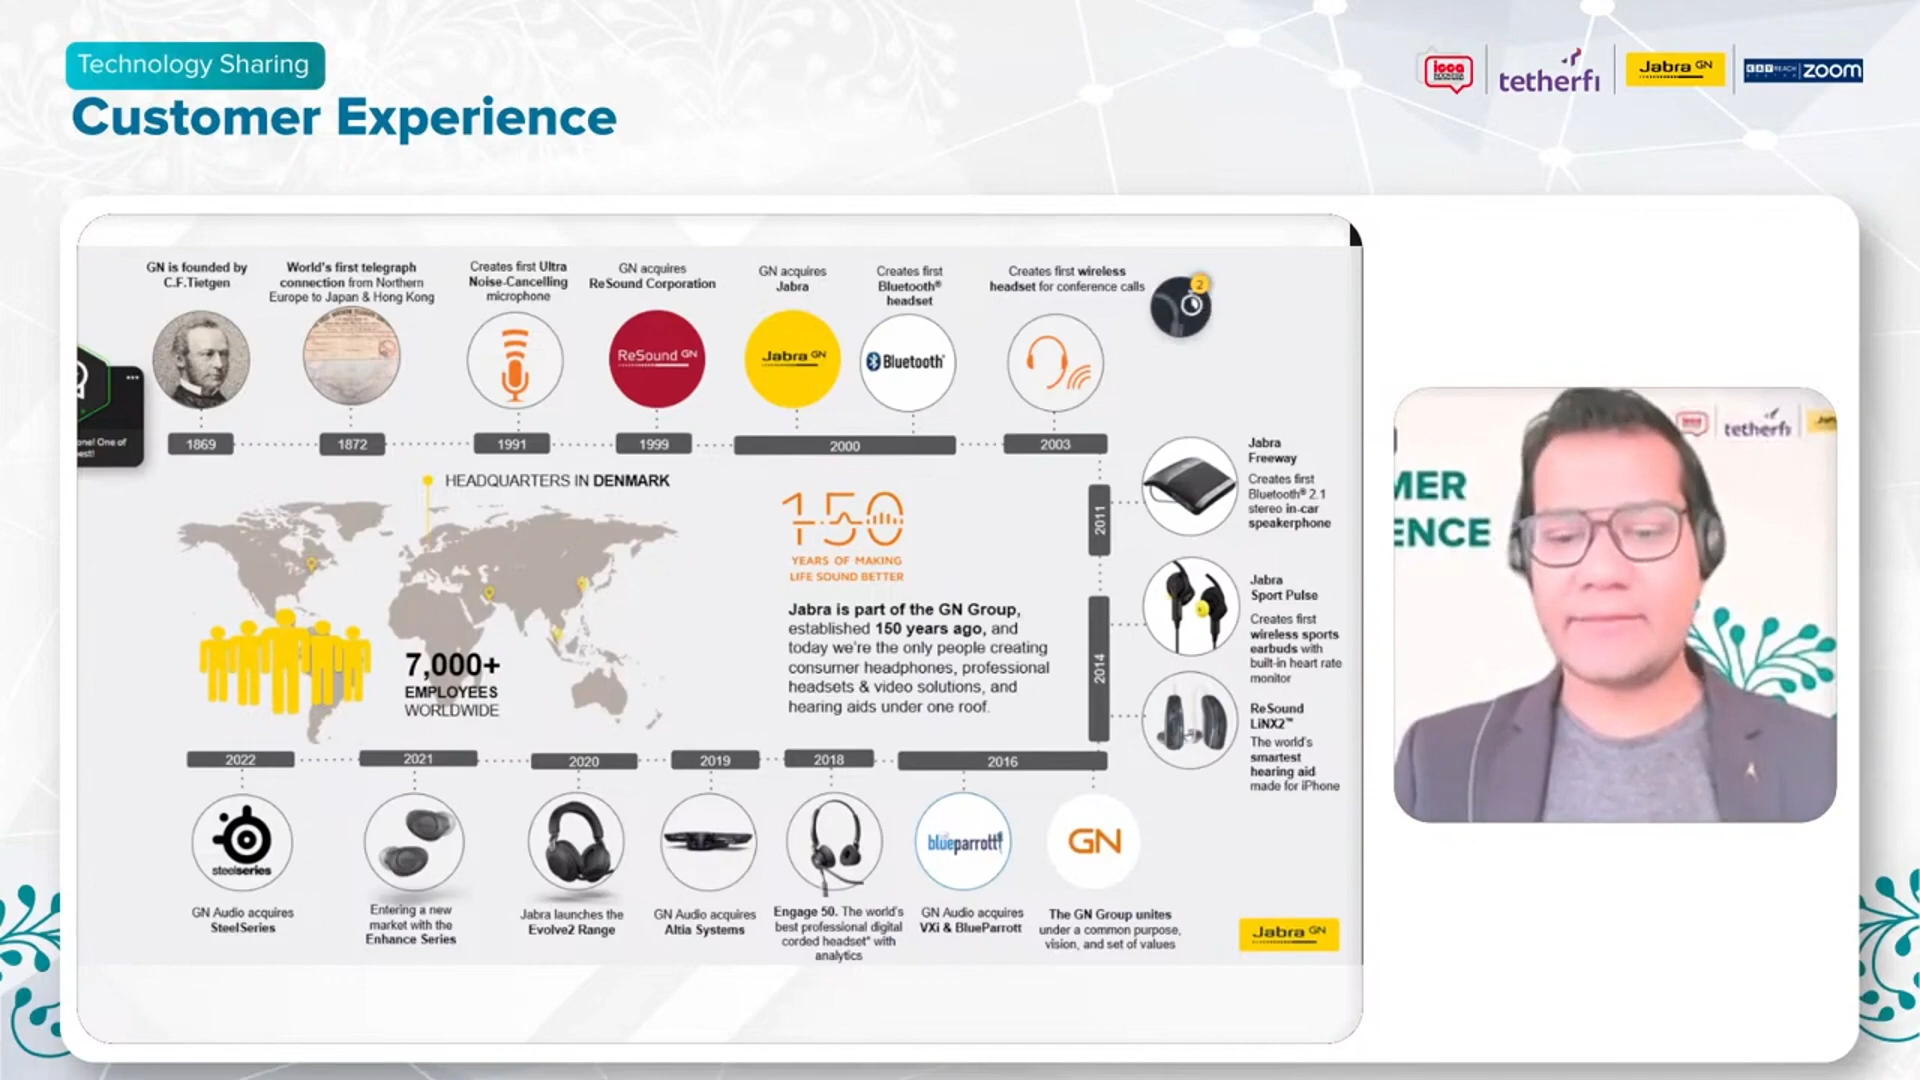 Technology Sharing
Customer Experience
icca
INDONESIA
tetherfi
Jabra GN
zoom
GN is founded by
C.F.Tietgen
World's first telegraph
connection from Northern
Europe to Japan & Hong Kong
Creates first Ultra
Noise-Cancelling
microphone
GN acquires
ReSound Corporation
GN acquires
Jabra
Creates first
Bluetooth®
headset
Creates first wireless
headset for conference calls
2
ReSound GN
Jabra GN
Bluetooth®
1869
1872
1991
1999
2000
2003
one! One of
est!
HEADQUARTERS IN DENMARK
150
YEARS OF MAKING
LIFE SOUND BETTER
Jabra is part of the GN Group,
established 150 years ago, and
today we're the only people creating
consumer headphones, professional
headsets & video solutions, and
hearing aids under one roof.
7,000+
EMPLOYEES
WORLDWIDE
2011
Jabra
Freeway
Creates first
Bluetooth® 2.1
stereo in-car
speakerphone
2014
Jabra
Sport Pulse
Creates first
wireless sports
earbuds with
built-in heart rate
monitor
ReSound
LiNX2™
The world's
smartest
hearing aid
made for iPhone
2022
2021
2020
2019
2018
2016
steelseries
blueparrott
GN
GN Audio acquires
SteelSeries
Entering a new
market with the
Enhance Series
Jabra launches the
Evolve2 Range
GN Audio acquires
Altia Systems
Engage 50. The world's
best professional digital
corded headset* with
analytics
GN Audio acquires
VXi & BlueParrott
The GN Group unites
under a common purpose,
vision, and set of values
Jabra GN
tetherfi
MER
ENCE